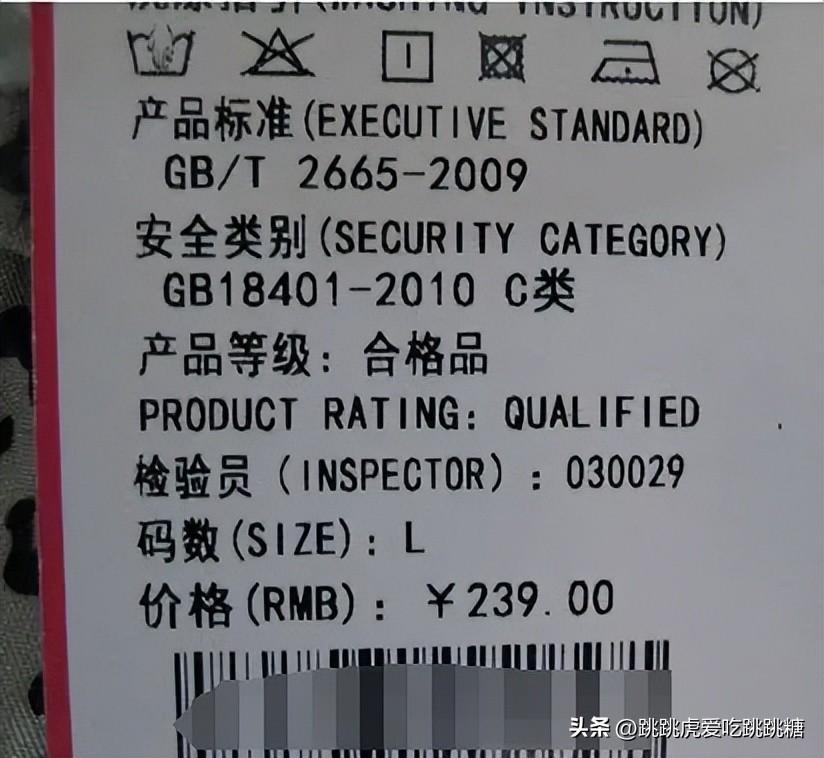 (WASHING INSTRUCTION)
产品标准(EXECUTIVE STANDARD)
GB/T 2665-2009
安全类别(SECURITY CATEGORY)
GB18401-2010 C类
产品等级：合格品
PRODUCT RATING: QUALIFIED
检验员（INSPECTOR）：030029
码数(SIZE)：L
价格(RMB)：￥239.00
头条 @跳跳虎爱吃跳跳糖